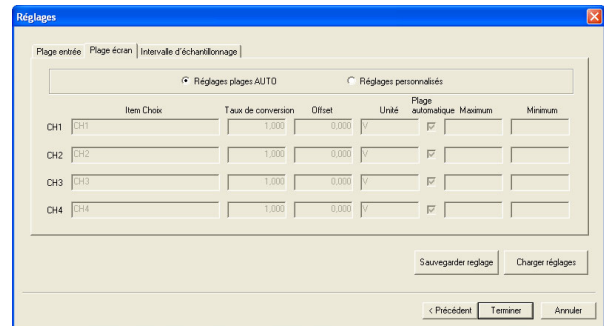 Réglages
Plage entrée Plage écran Intervalle d'échantillonnage
Réglages plages AUTO Réglages personnalisés
Item Choix Taux de conversion Offset Unité Plage automatique Maximum Minimum
CH1 CH1 1,000 0,000 V
CH2 CH2 1,000 0,000 V
CH3 CH3 1,000 0,000 V
CH4 CH4 1,000 0,000 V
Sauvegarder reglage Charger réglages
< Précédent Terminer Annuler